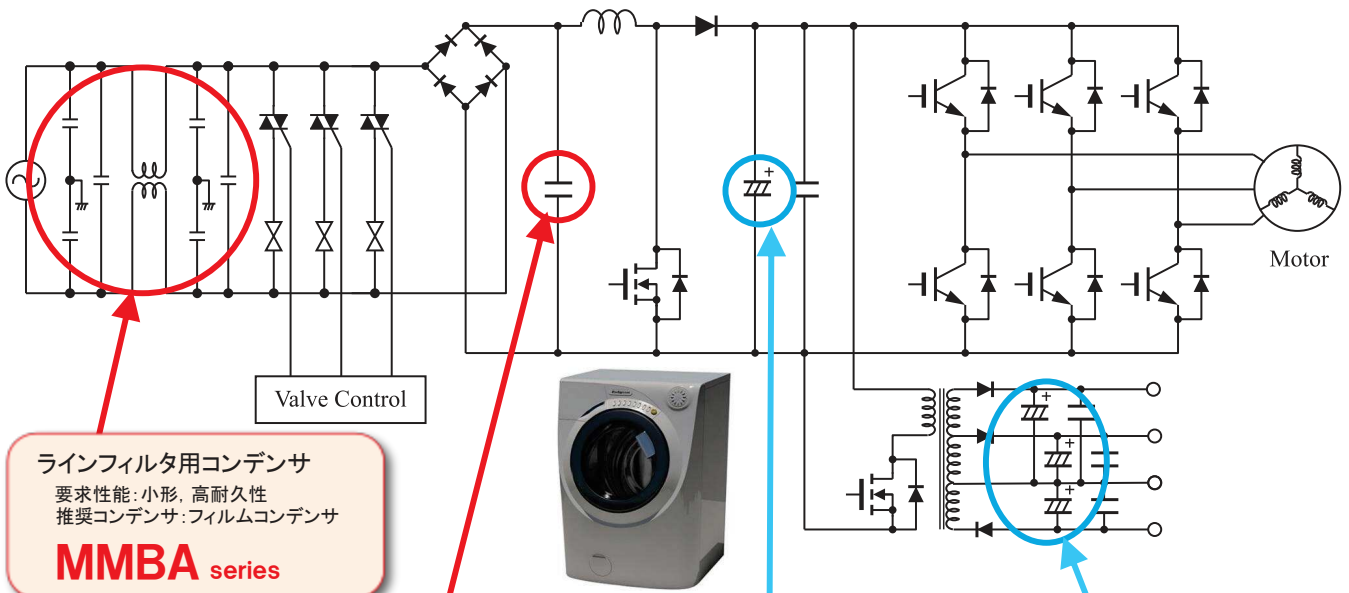 Motor
Valve Control
ラインフィルタ用コンデンサ
要求性能:小形, 高耐久性
推奨コンデンサ:フィルムコンデンサ
MMBA series
+
+
+
+